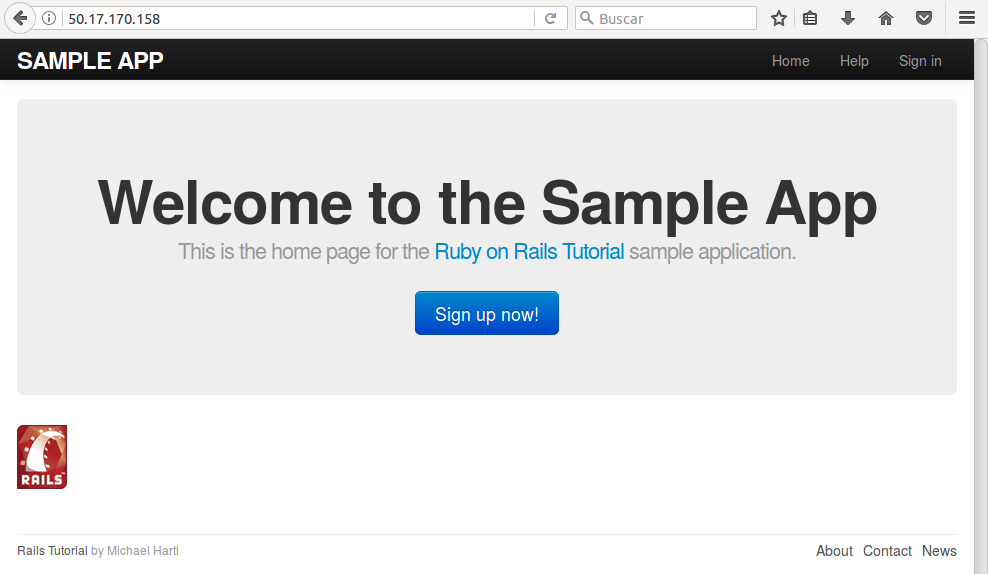 50.17.170.158
Buscar
SAMPLE APP
Home Help Sign in
Welcome to the Sample App
This is the home page for the Ruby on Rails Tutorial sample application.
Sign up now!
RAILS
Rails Tutorial by Michael Hartl
About Contact News